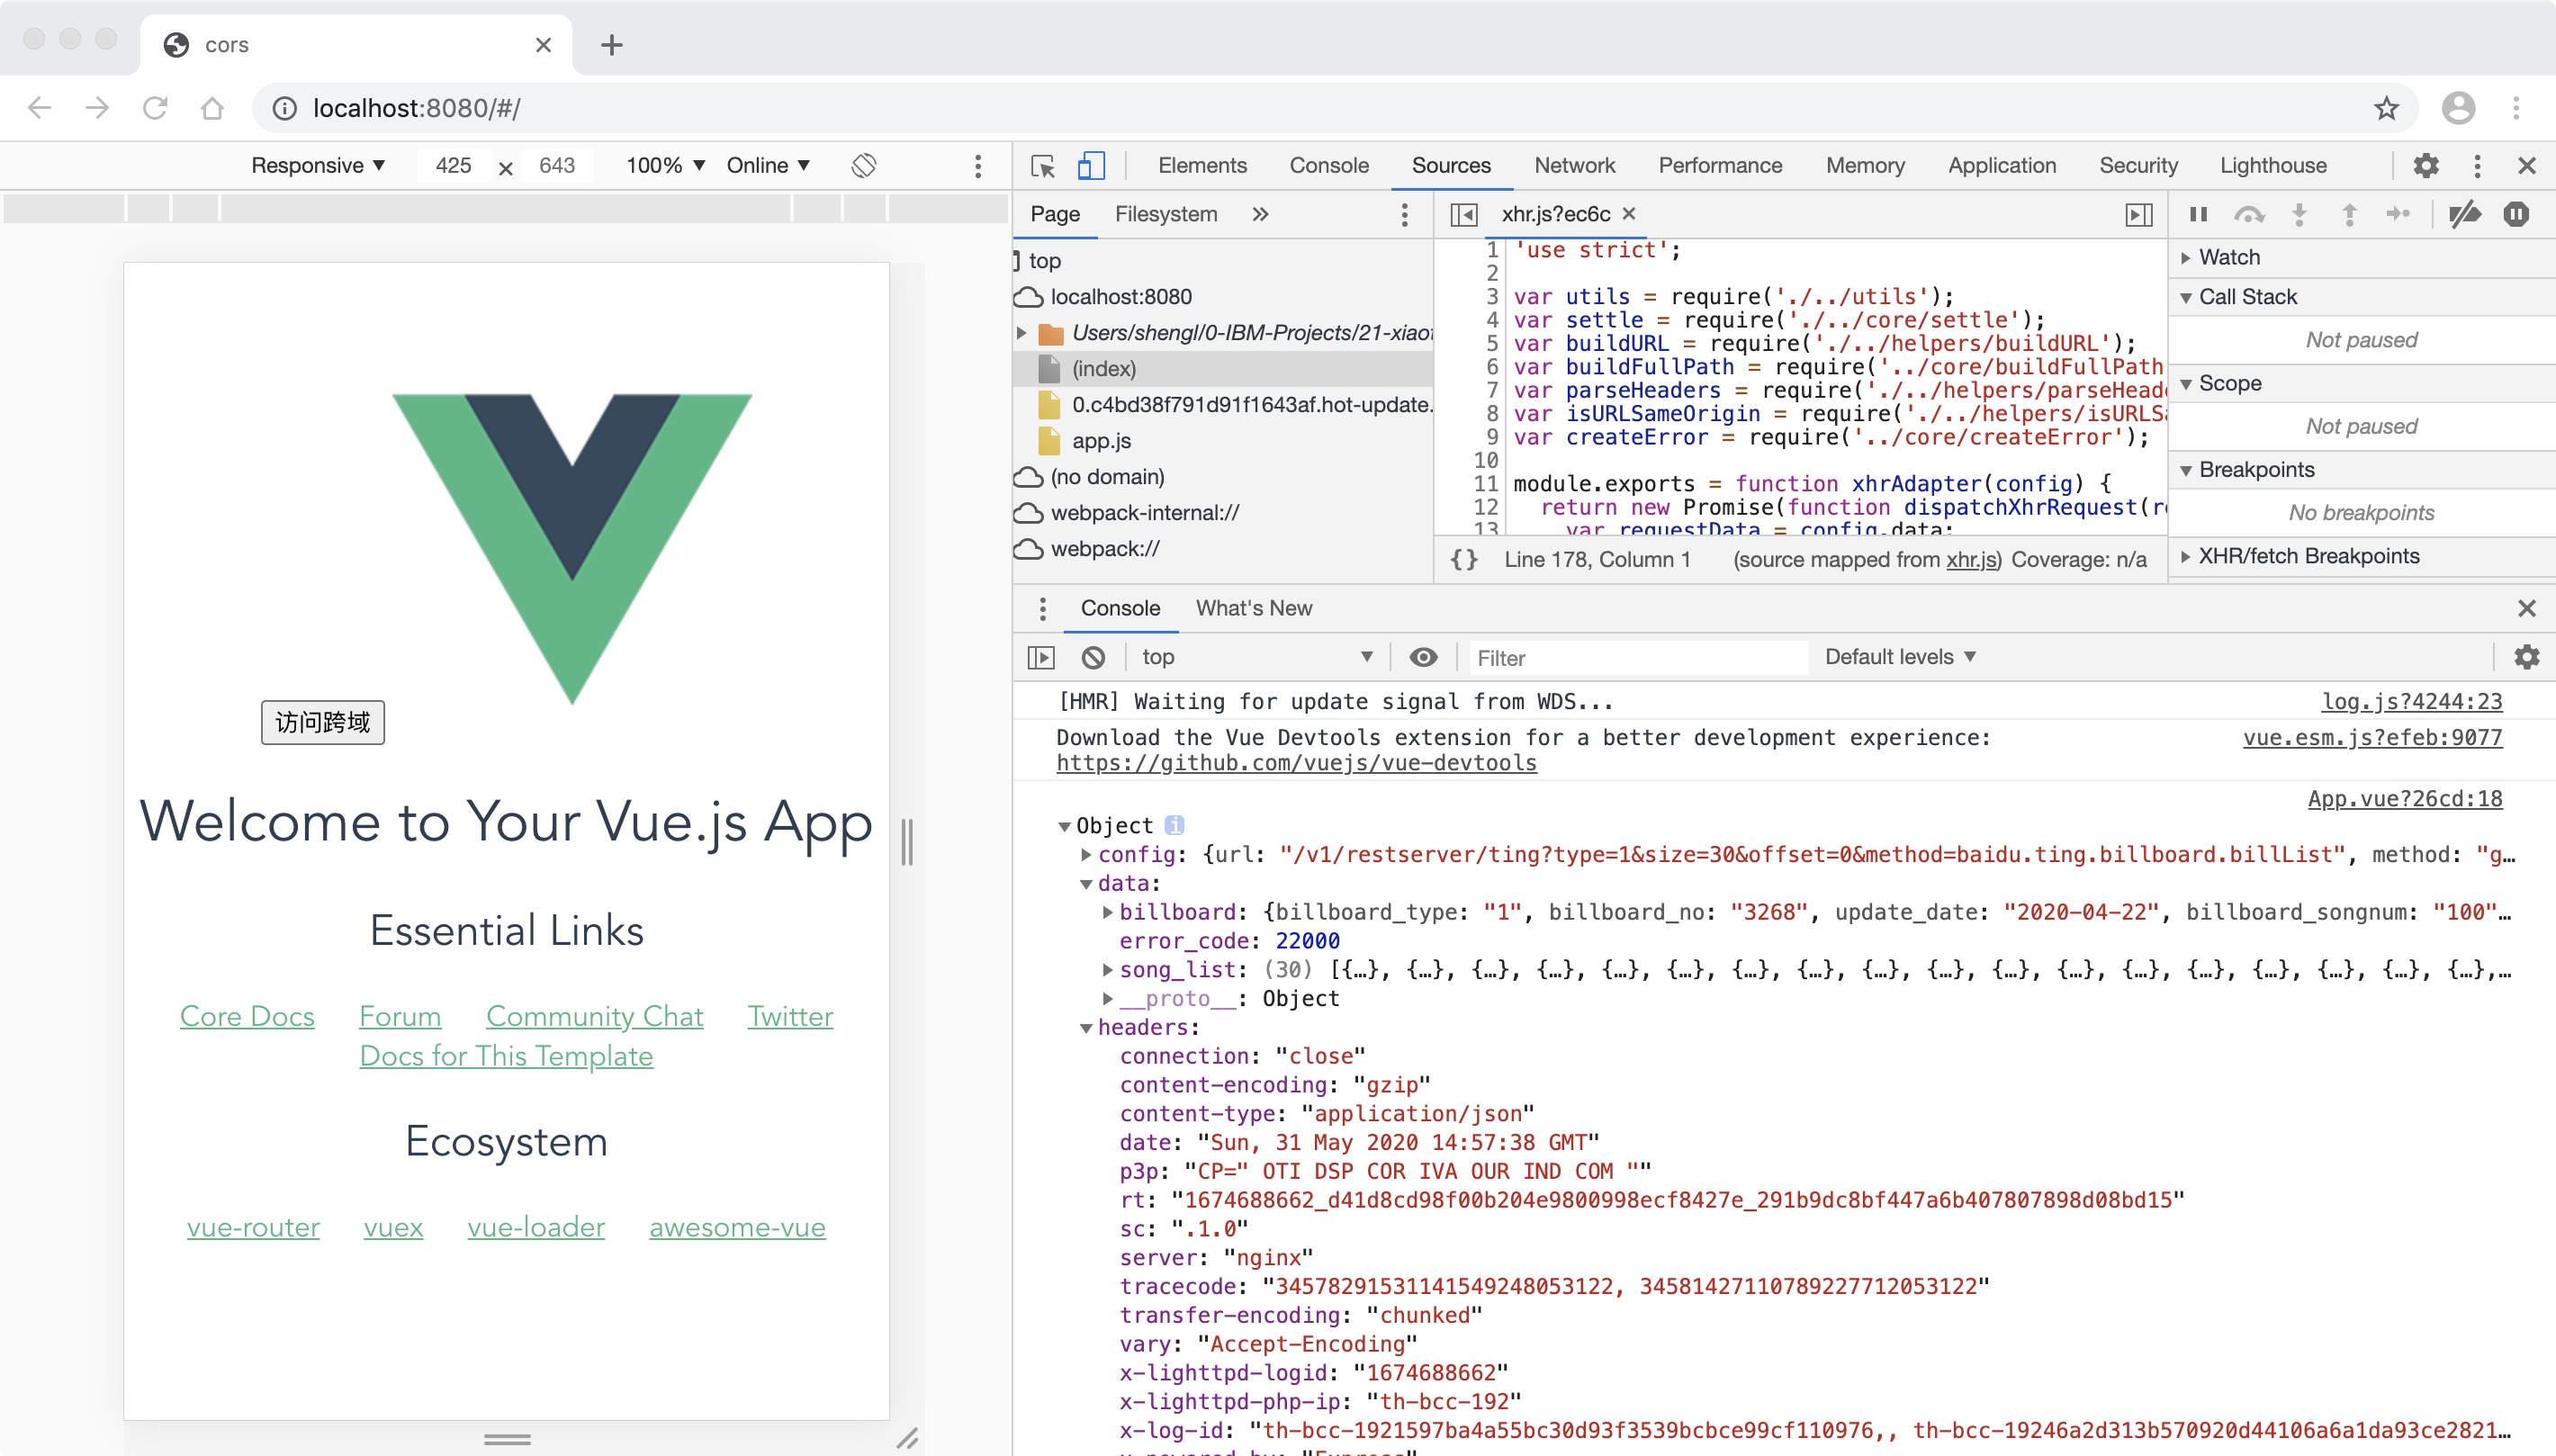 cors
localhost:8080/#/
Responsive ▼ 425 × 643 100% ▼ Online ▼
Elements Console Sources Network Performance Memory Application Security Lighthouse
Page Filesystem »
top
localhost:8080
Users/shengl/0-IBM-Projects/21-xiaot
(index)
0.c4bd38f791d91f1643af.hot-update.
app.js
(no domain)
webpack-internal://
webpack://
xhr.js?ec6c
1 'use strict';
2
3 var utils = require('./../utils');
4 var settle = require('./../core/settle');
5 var buildURL = require('./../helpers/buildURL');
6 var buildFullPath = require('../core/buildFullPath
7 var parseHeaders = require('./../helpers/parseHead
8 var isURLSameOrigin = require('./../helpers/isURLSa
9 var createError = require('../core/createError');
10
11 module.exports = function xhrAdapter(config) {
12 return new Promise(function dispatchXhrRequest(re
13 var requestData = config.data;
{} Line 178, Column 1 (source mapped from xhr.js) Coverage: n/a
Watch
Call Stack
Not paused
Scope
Not paused
Breakpoints
No breakpoints
XHR/fetch Breakpoints
Console What's New
top Filter Default levels ▼
[HMR] Waiting for update signal from WDS... log.js?4244:23
Download the Vue Devtools extension for a better development experience: vue.esm.js?efeb:9077
https://github.com/vuejs/vue-devtools
App.vue?26cd:18
Object i
config: {url: "/v1/restserver/ting?type=1&size=30&offset=0&method=baidu.ting.billboard.billList", method: "g…
data:
billboard: {billboard_type: "1", billboard_no: "3268", update_date: "2020-04-22", billboard_songnum: "100"…
error_code: 22000
song_list: (30) [{…}, {…}, {…}, {…}, {…}, {…}, {…}, {…}, {…}, {…}, {…}, {…}, {…}, {…}, {…}, {…}, {…}, {…},…
__proto__: Object
headers:
connection: "close"
content-encoding: "gzip"
content-type: "application/json"
date: "Sun, 31 May 2020 14:57:38 GMT"
p3p: "CP=" OTI DSP COR IVA OUR IND COM ""
rt: "1674688662_d41d8cd98f00b204e9800998ecf8427e_291b9dc8bf447a6b407807898d08bd15"
sc: ".1.0"
server: "nginx"
tracecode: "34578291531141549248053122, 34581427110789227712053122"
transfer-encoding: "chunked"
vary: "Accept-Encoding"
x-lighttpd-logid: "1674688662"
x-lighttpd-php-ip: "th-bcc-192"
x-log-id: "th-bcc-1921597ba4a55bc30d93f3539bcbce99cf110976,, th-bcc-19246a2d313b570920d44106a6a1da93ce2821…
x-powered-by: "Express"
访问跨域
Welcome to Your Vue.js App
Essential Links
Core Docs Forum Community Chat Twitter
Docs for This Template
Ecosystem
vue-router vuex vue-loader awesome-vue